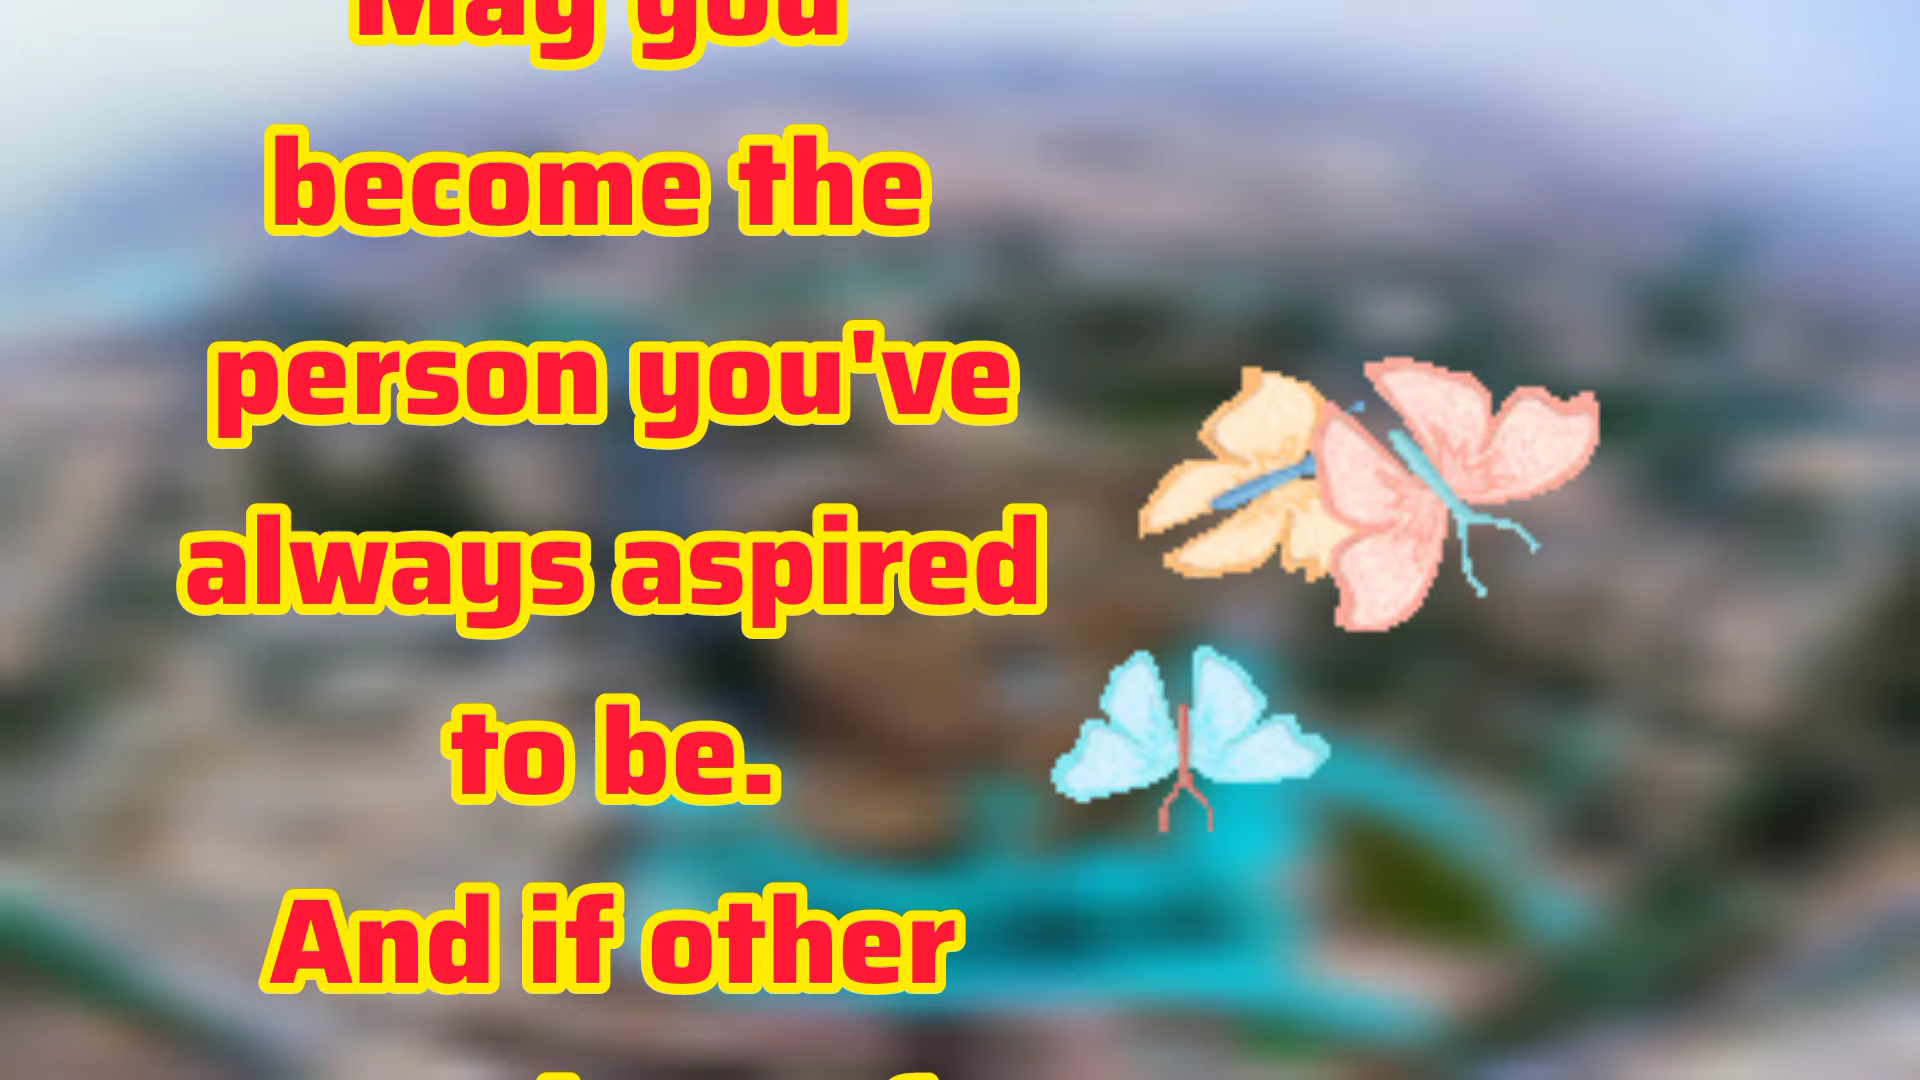 May you
become the
person you've
always aspired
to be.
And if other